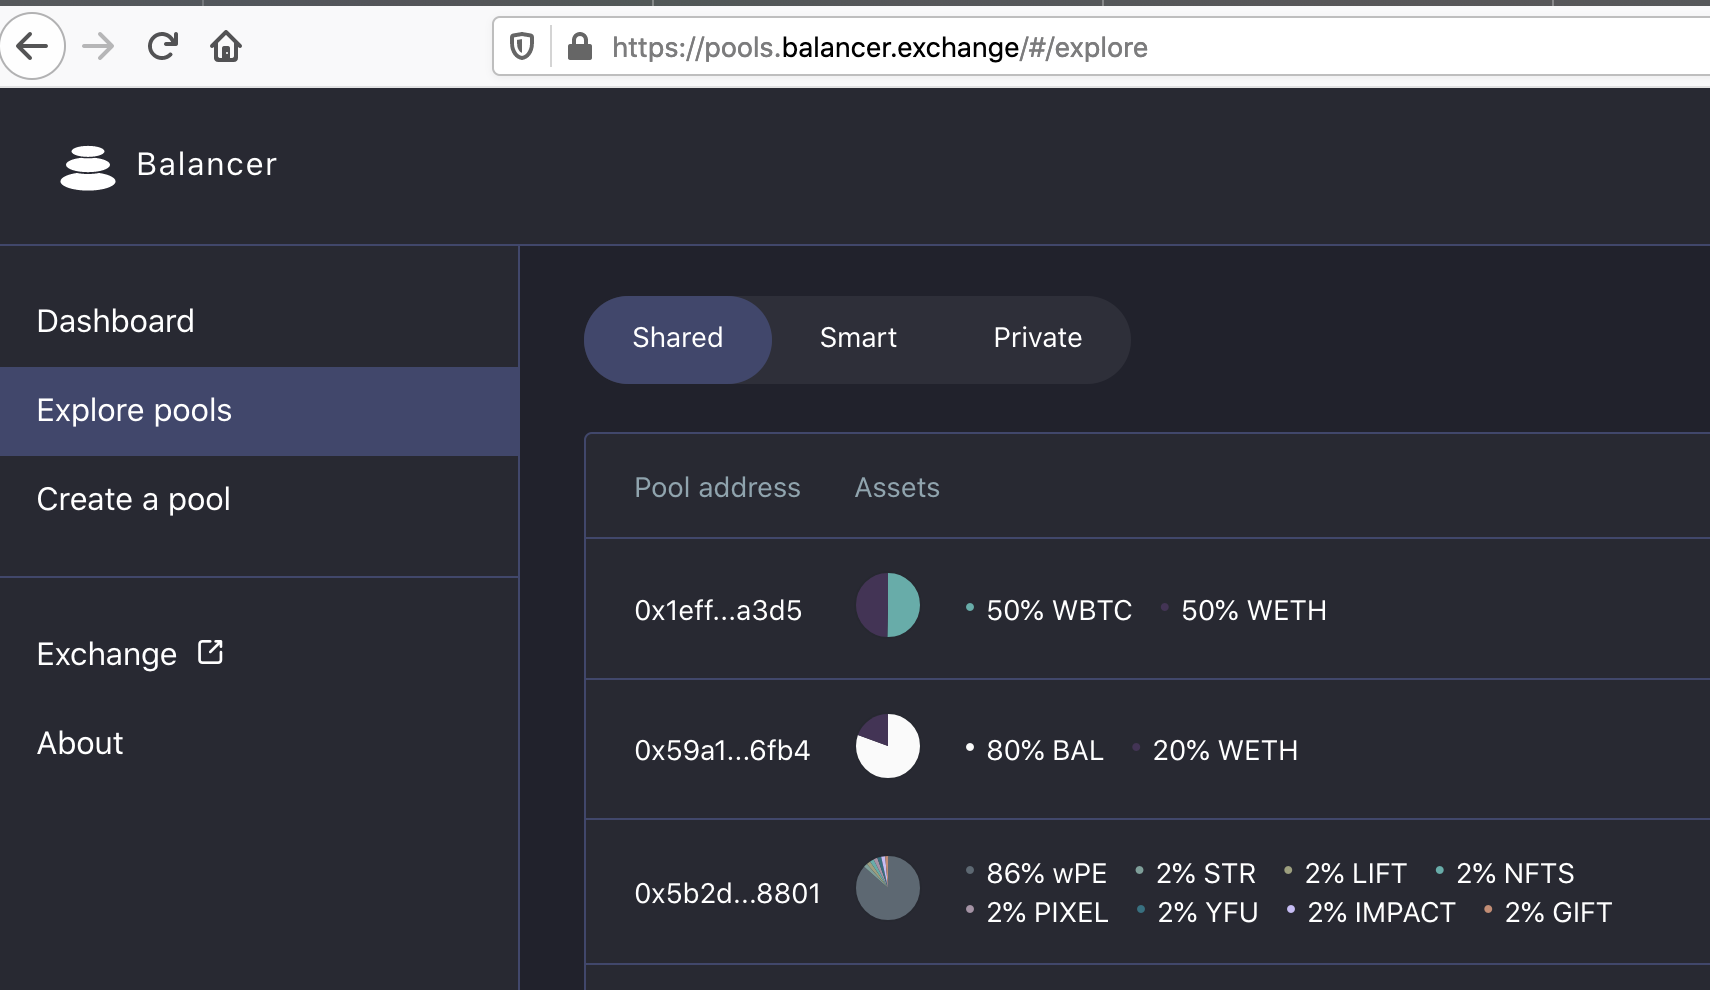 https://pools.balancer.exchange/#/explore
Balancer
Dashboard
Explore pools
Create a pool
Exchange
About
Shared Smart Private
Pool address Assets
0x1eff...a3d5 50% WBTC 50% WETH
0x59a1...6fb4 80% BAL 20% WETH
0x5b2d...8801 86% wPE 2% STR 2% LIFT 2% NFTS
2% PIXEL 2% YFU 2% IMPACT 2% GIFT